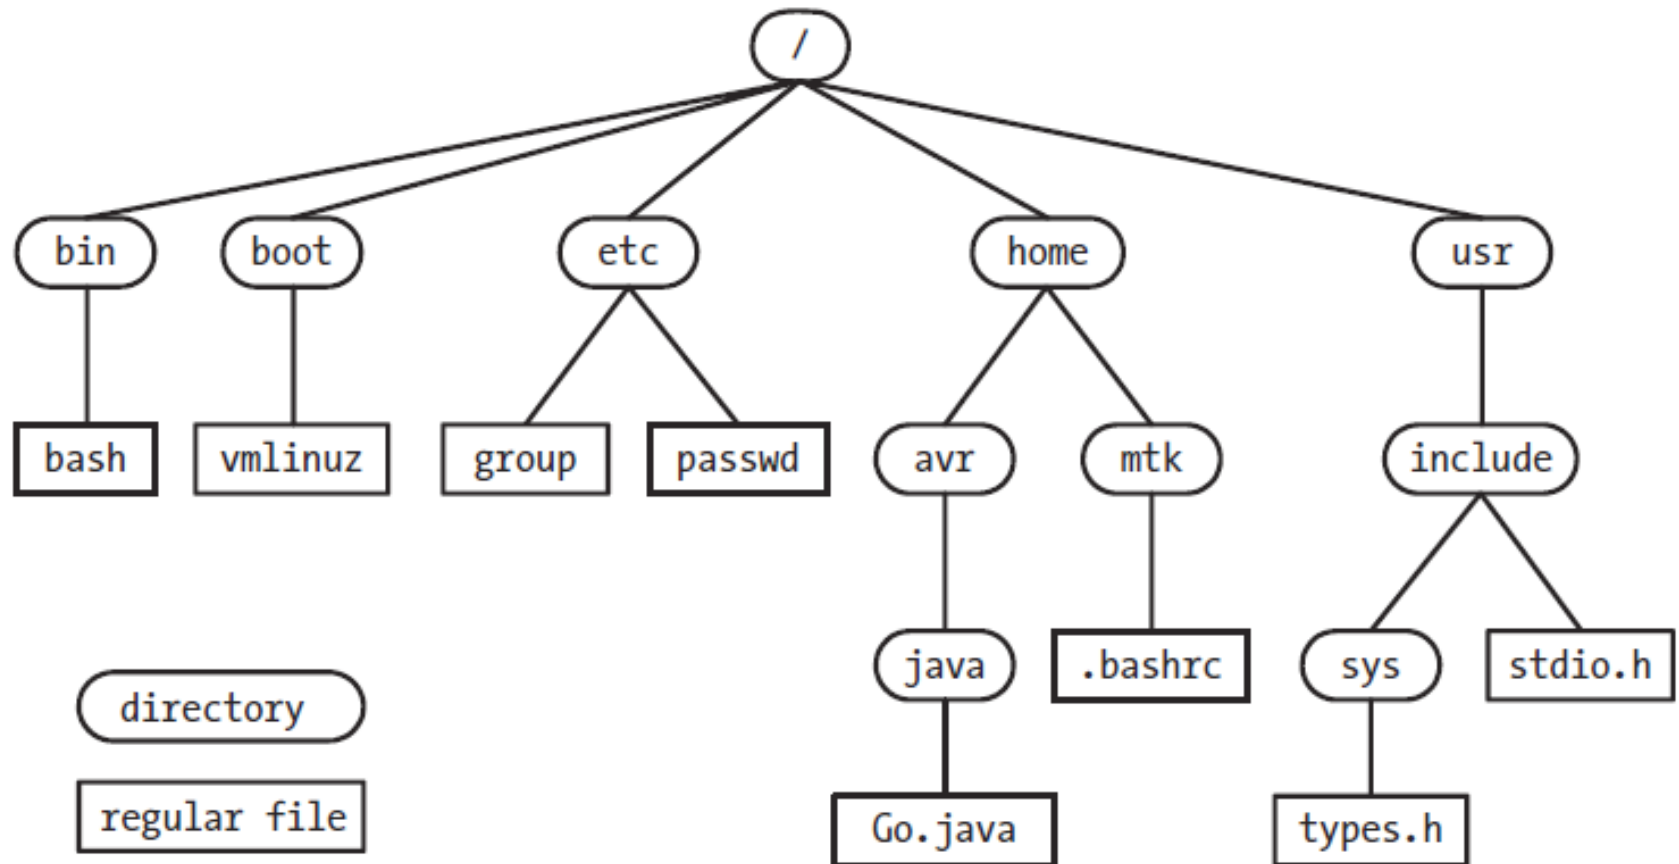 /
bin boot etc home usr
bash vmlinuz group passwd avr mtk include
java .bashrc sys stdio.h
directory
regular file Go.java types.h